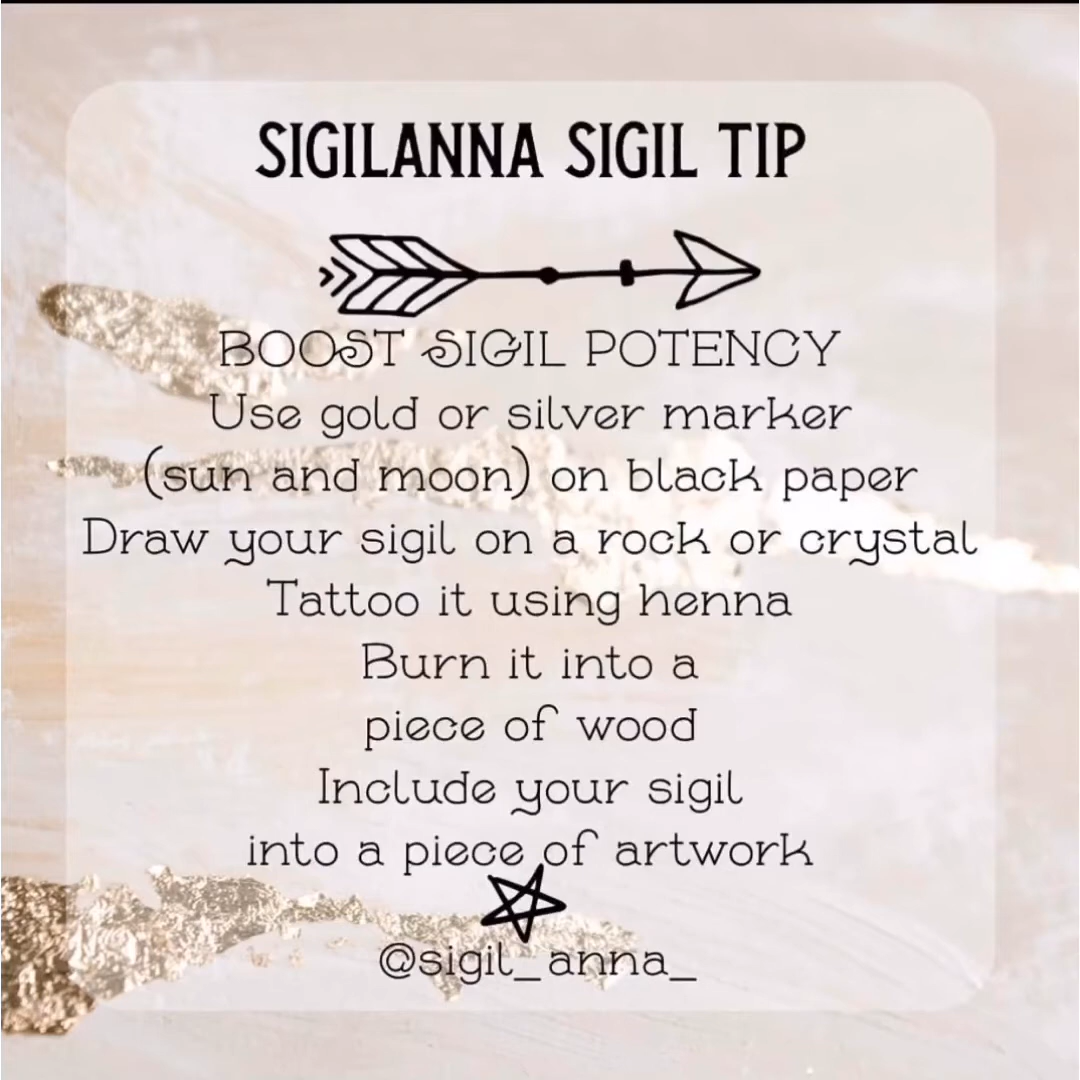 SIGILANNA SIGIL TIP
BOOST SIGIL POTENCY
Use gold or silver marker
(sun and moon) on black paper
Draw your sigil on a rock or crystal
Tattoo it using henna
Burn it into a
piece of wood
Include your sigil
into a piece of artwork
@sigil_anna_